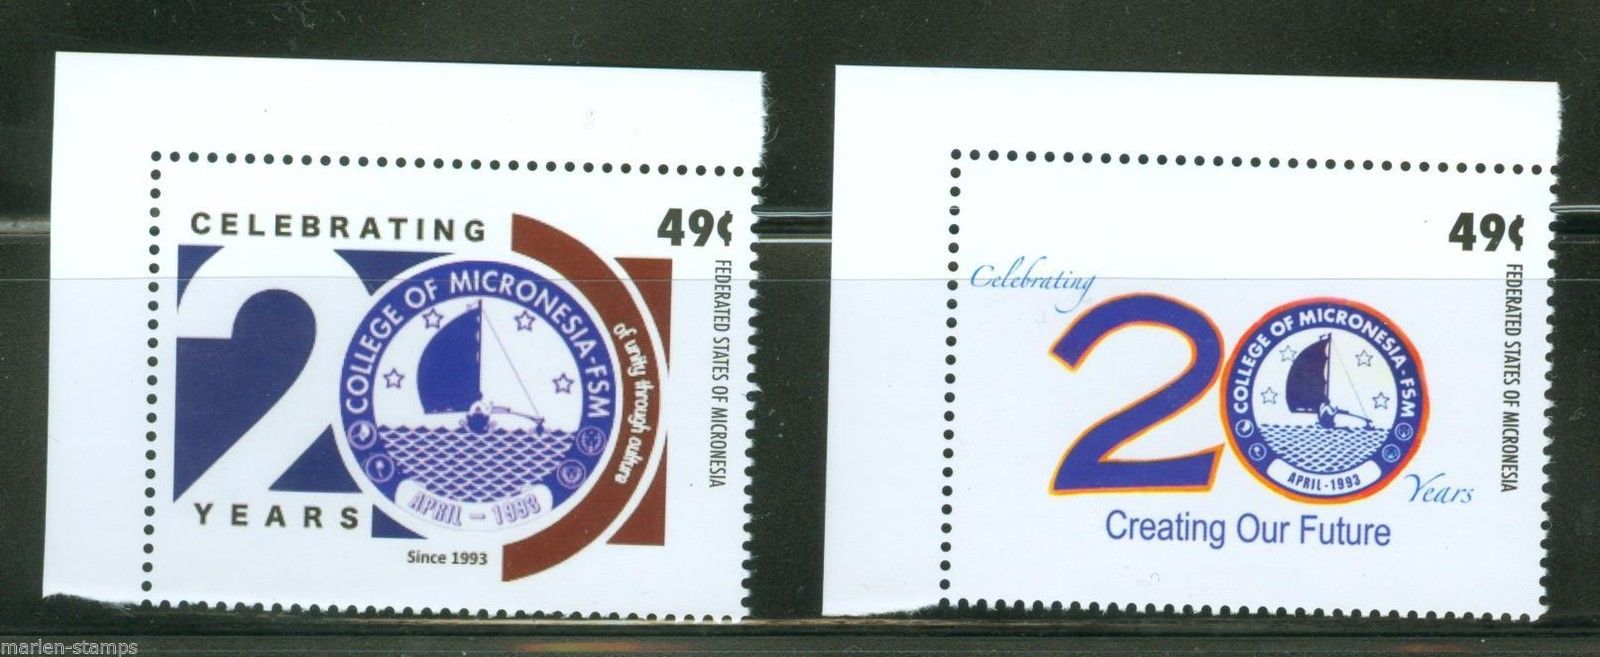 CELEBRATING
49¢
FEDERATED STATES OF MICRONESIA
20
COLLEGE OF MICRONESIA-FSM
of unity through culture
APRIL - 1993
YEARS
Since 1993
49¢
FEDERATED STATES OF MICRONESIA
Celebrating
20
COLLEGE OF MICRONESIA-FSM
APRIL-1993
Years
Creating Our Future
marlen-stamps